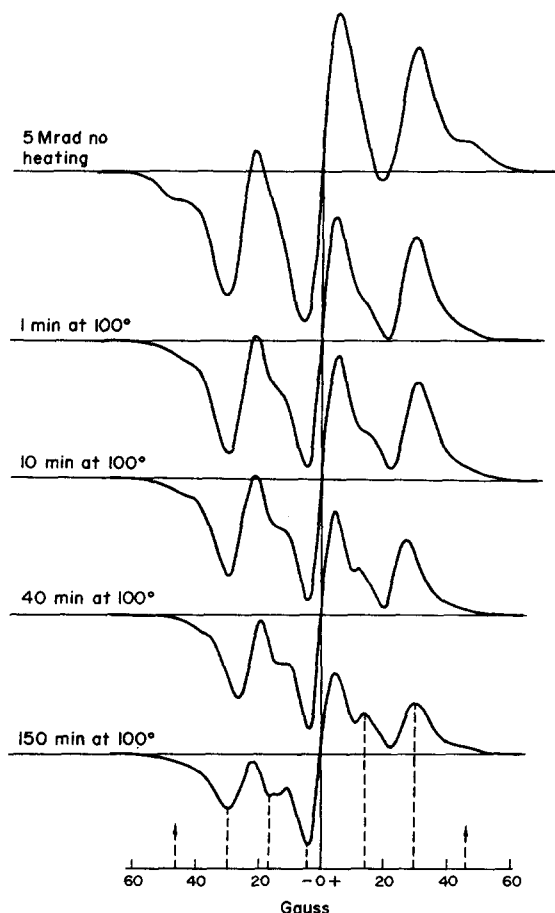 5 Mrad no
heating
1 min at 100°
10 min at 100°
40 min at 100°
150 min at 100°
60 40 20 -0+ 20 40 60
Gauss